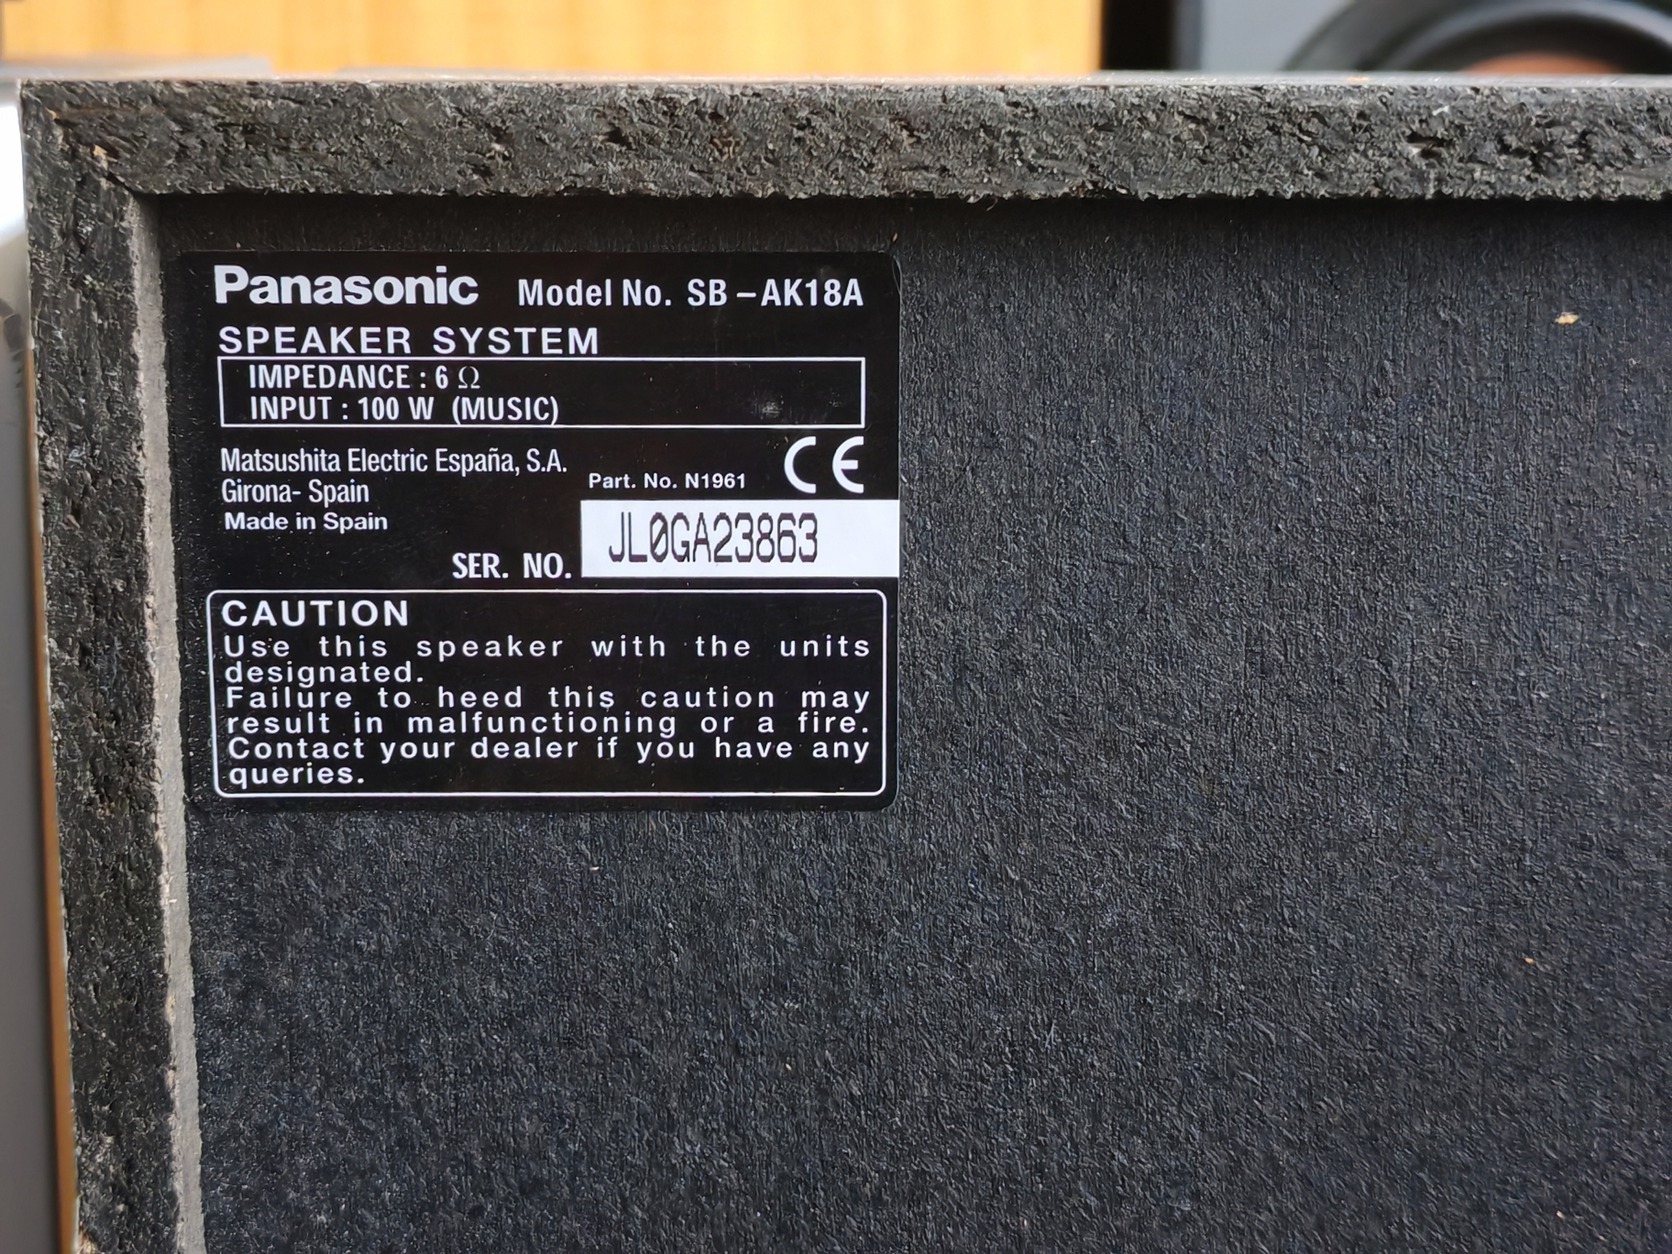 Panasonic Model No. SB-AK18A
SPEAKER SYSTEM
IMPEDANCE : 6 Ω
INPUT : 100 W (MUSIC)
Matsushita Electric España, S.A.
Girona- Spain
Made in Spain
Part. No. N1961
CE
SER. NO. JL0GA23863
CAUTION
Use this speaker with the units
designated.
Failure to heed this caution may
result in malfunctioning or a fire.
Contact your dealer if you have any
queries.